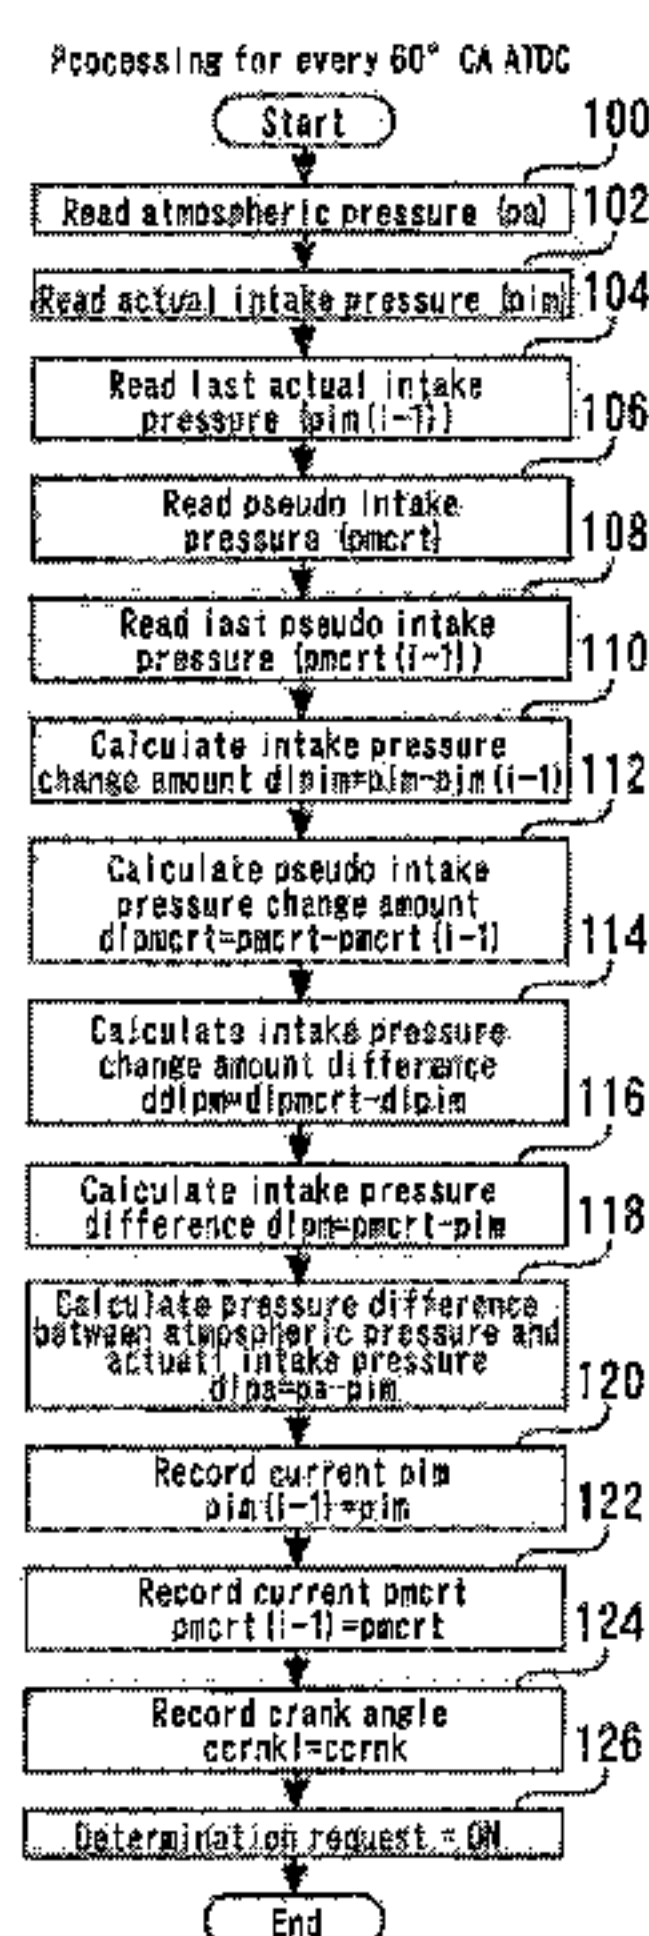 Processing for every 60° CA ATDC
Start
100
Read atmospheric pressure (pa)
102
Read actual intake pressure (pim)
104
Read last actual intake
pressure (pim(i-1))
106
Read pseudo intake
pressure (pmcrt)
108
Read last pseudo intake
pressure (pmcrt(i-1))
110
Calculate intake pressure
change amount dlpim=pim-pim(i-1)
112
Calculate pseudo intake
pressure change amount
dlpmcrt=pmcrt-pmcrt(i-1)
114
Calculate intake pressure
change amount difference
ddlpm=dlpmcrt-dlpim
116
Calculate intake pressure
difference dlpm=pmcrt-pim
118
Calculate pressure difference
between atmospheric pressure and
actuatl intake pressure
dlpa=pa-pim
120
Record current pim
pim(i-1)=pim
122
Record current pmcrt
pmcrt(i-1)=pmcrt
124
Record crank angle
ccrnkl=ccrnk
126
Determination request = ON
End